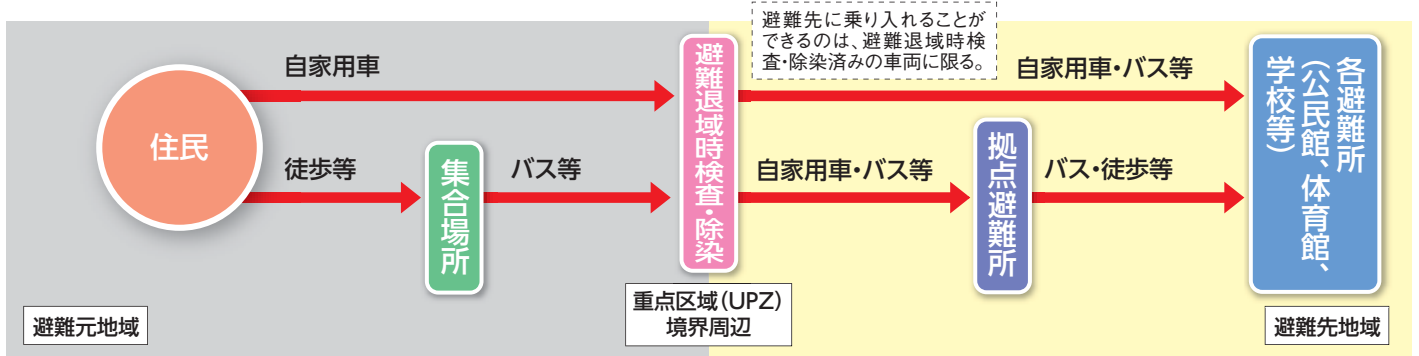 避難先に乗り入れることが
できるのは、避難退域時検
査・除染済みの車両に限る。
自家用車
自家用車・バス等
住民
徒歩等
集合場所
バス等
避難退域時検査・除染
自家用車・バス等
拠点避難所
バス・徒歩等
各避難所
(公民館、体育館、
学校等)
避難元地域
重点区域(UPZ)
境界周辺
避難先地域